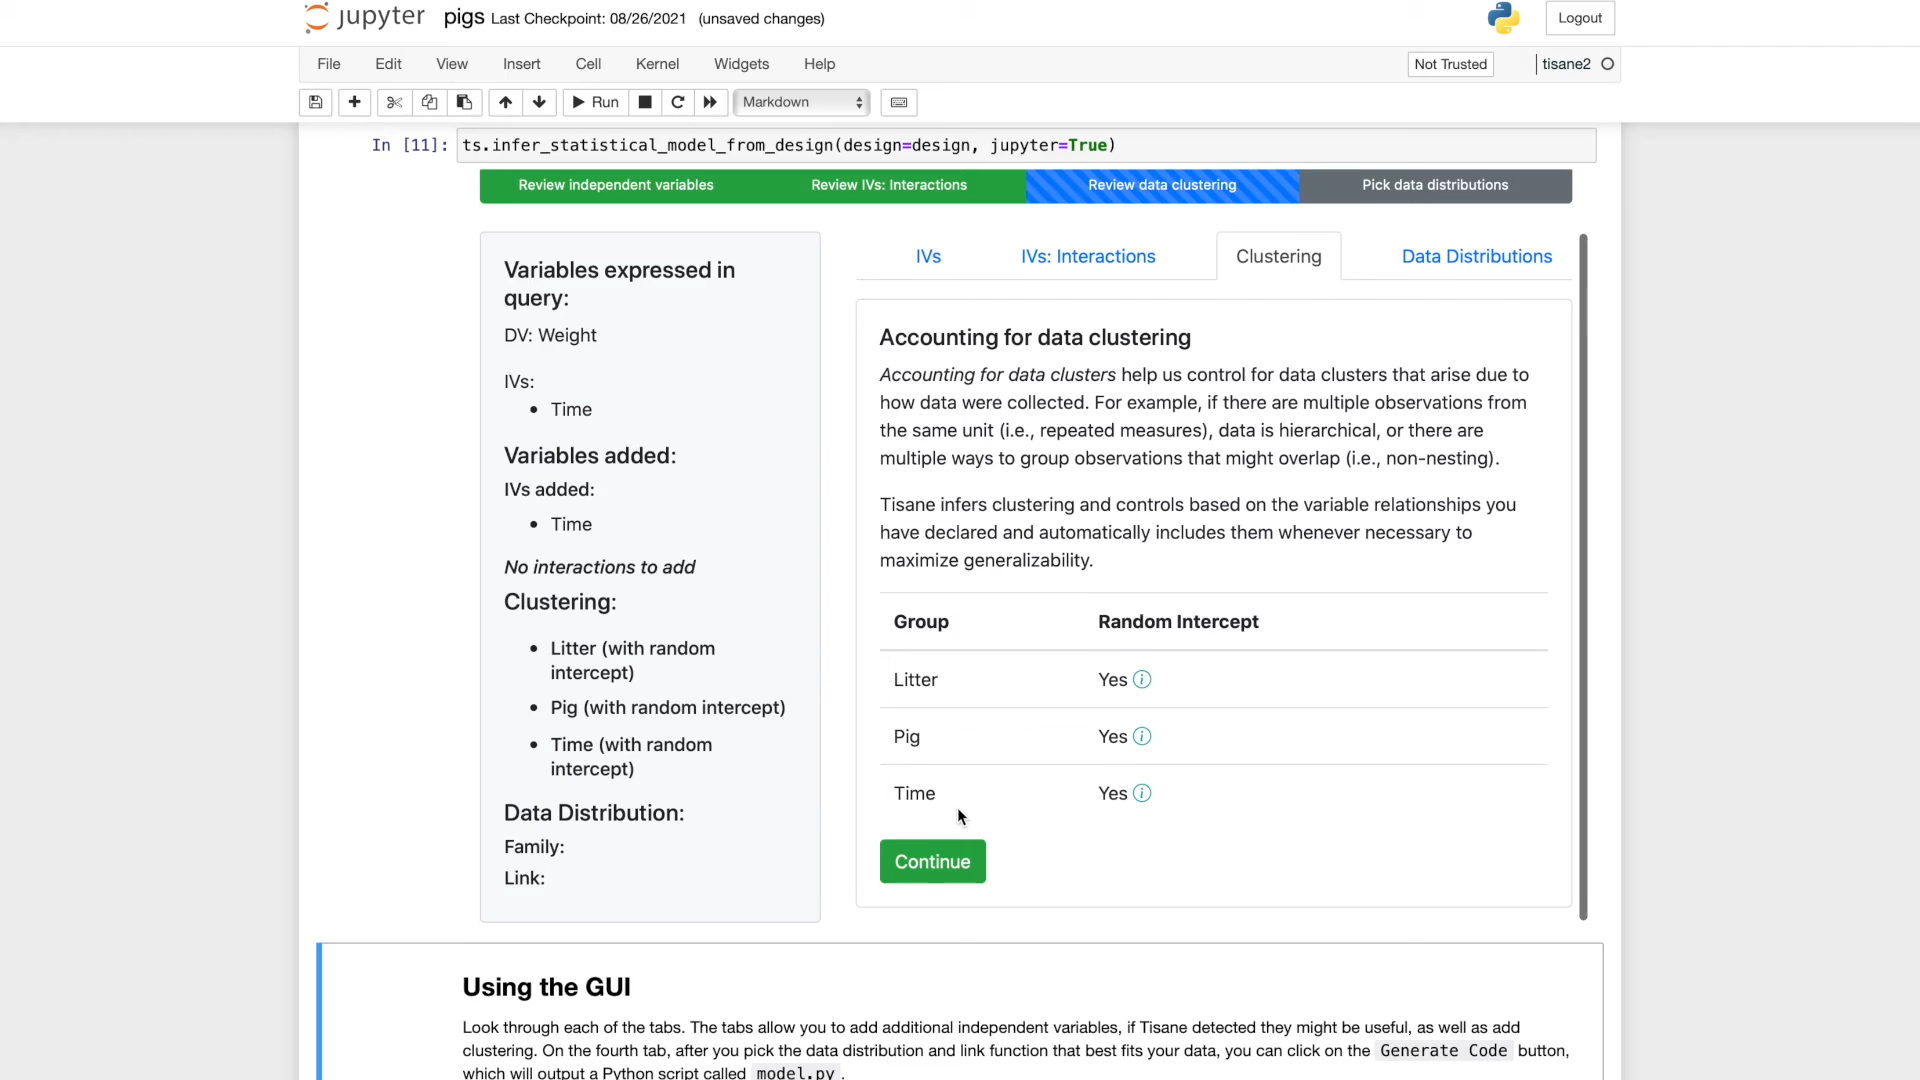 jupyter pigs Last Checkpoint: 08/26/2021 (unsaved changes)
Logout
File Edit View Insert Cell Kernel Widgets Help
Not Trusted
tisane2
Run
Markdown
In [11]: ts.infer_statistical_model_from_design(design=design, jupyter=True)
Review independent variables
Review IVs: Interactions
Review data clustering
Pick data distributions
Variables expressed in
query:
DV: Weight
IVs:
• Time
Variables added:
IVs added:
• Time
No interactions to add
Clustering:
• Litter (with random
intercept)
• Pig (with random intercept)
• Time (with random
intercept)
Data Distribution:
Family:
Link:
IVs
IVs: Interactions
Clustering
Data Distributions
Accounting for data clustering
Accounting for data clusters help us control for data clusters that arise due to
how data were collected. For example, if there are multiple observations from
the same unit (i.e., repeated measures), data is hierarchical, or there are
multiple ways to group observations that might overlap (i.e., non-nesting).
Tisane infers clustering and controls based on the variable relationships you
have declared and automatically includes them whenever necessary to
maximize generalizability.
Group Random Intercept
Litter Yes i
Pig Yes i
Time Yes i
Continue
Using the GUI
Look through each of the tabs. The tabs allow you to add additional independent variables, if Tisane detected they might be useful, as well as add
clustering. On the fourth tab, after you pick the data distribution and link function that best fits your data, you can click on the Generate Code button,
which will output a Python script called model.py.